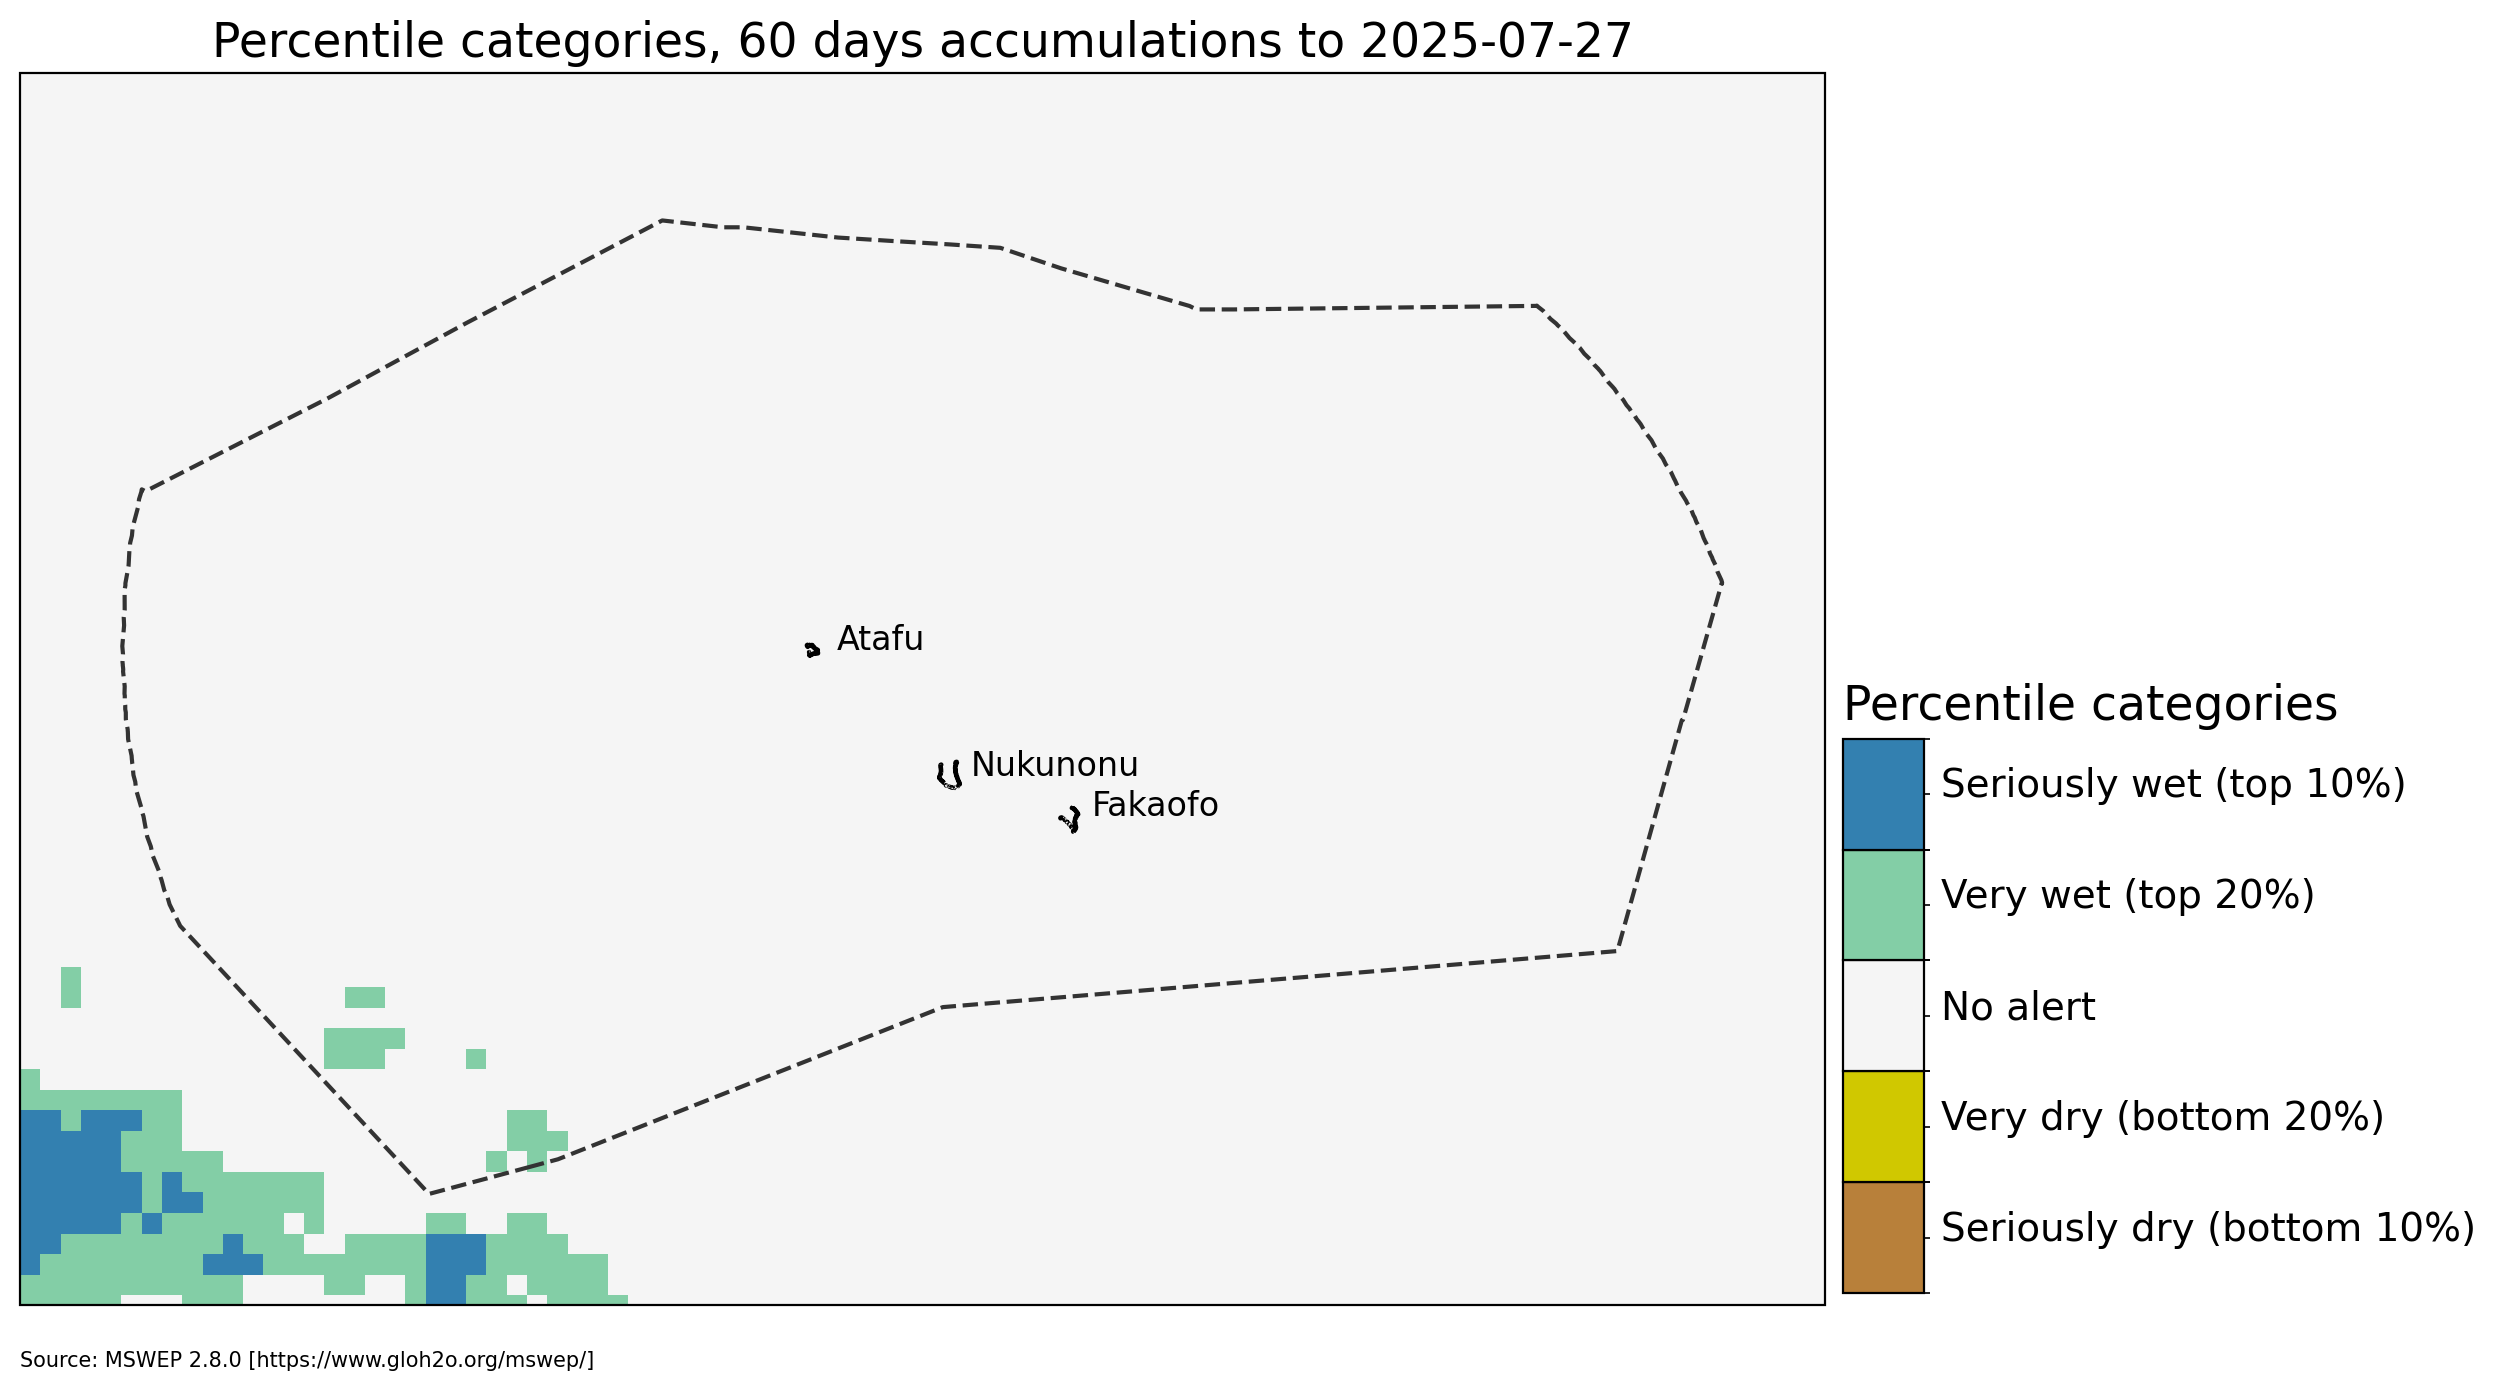 Percentile categories, 60 days accumulations to 2025-07-27
Atafu
Nukunonu
Fakaofo
Percentile categories
Seriously wet (top 10%)
Very wet (top 20%)
No alert
Very dry (bottom 20%)
Seriously dry (bottom 10%)
Source: MSWEP 2.8.0 [https://www.gloh2o.org/mswep/]